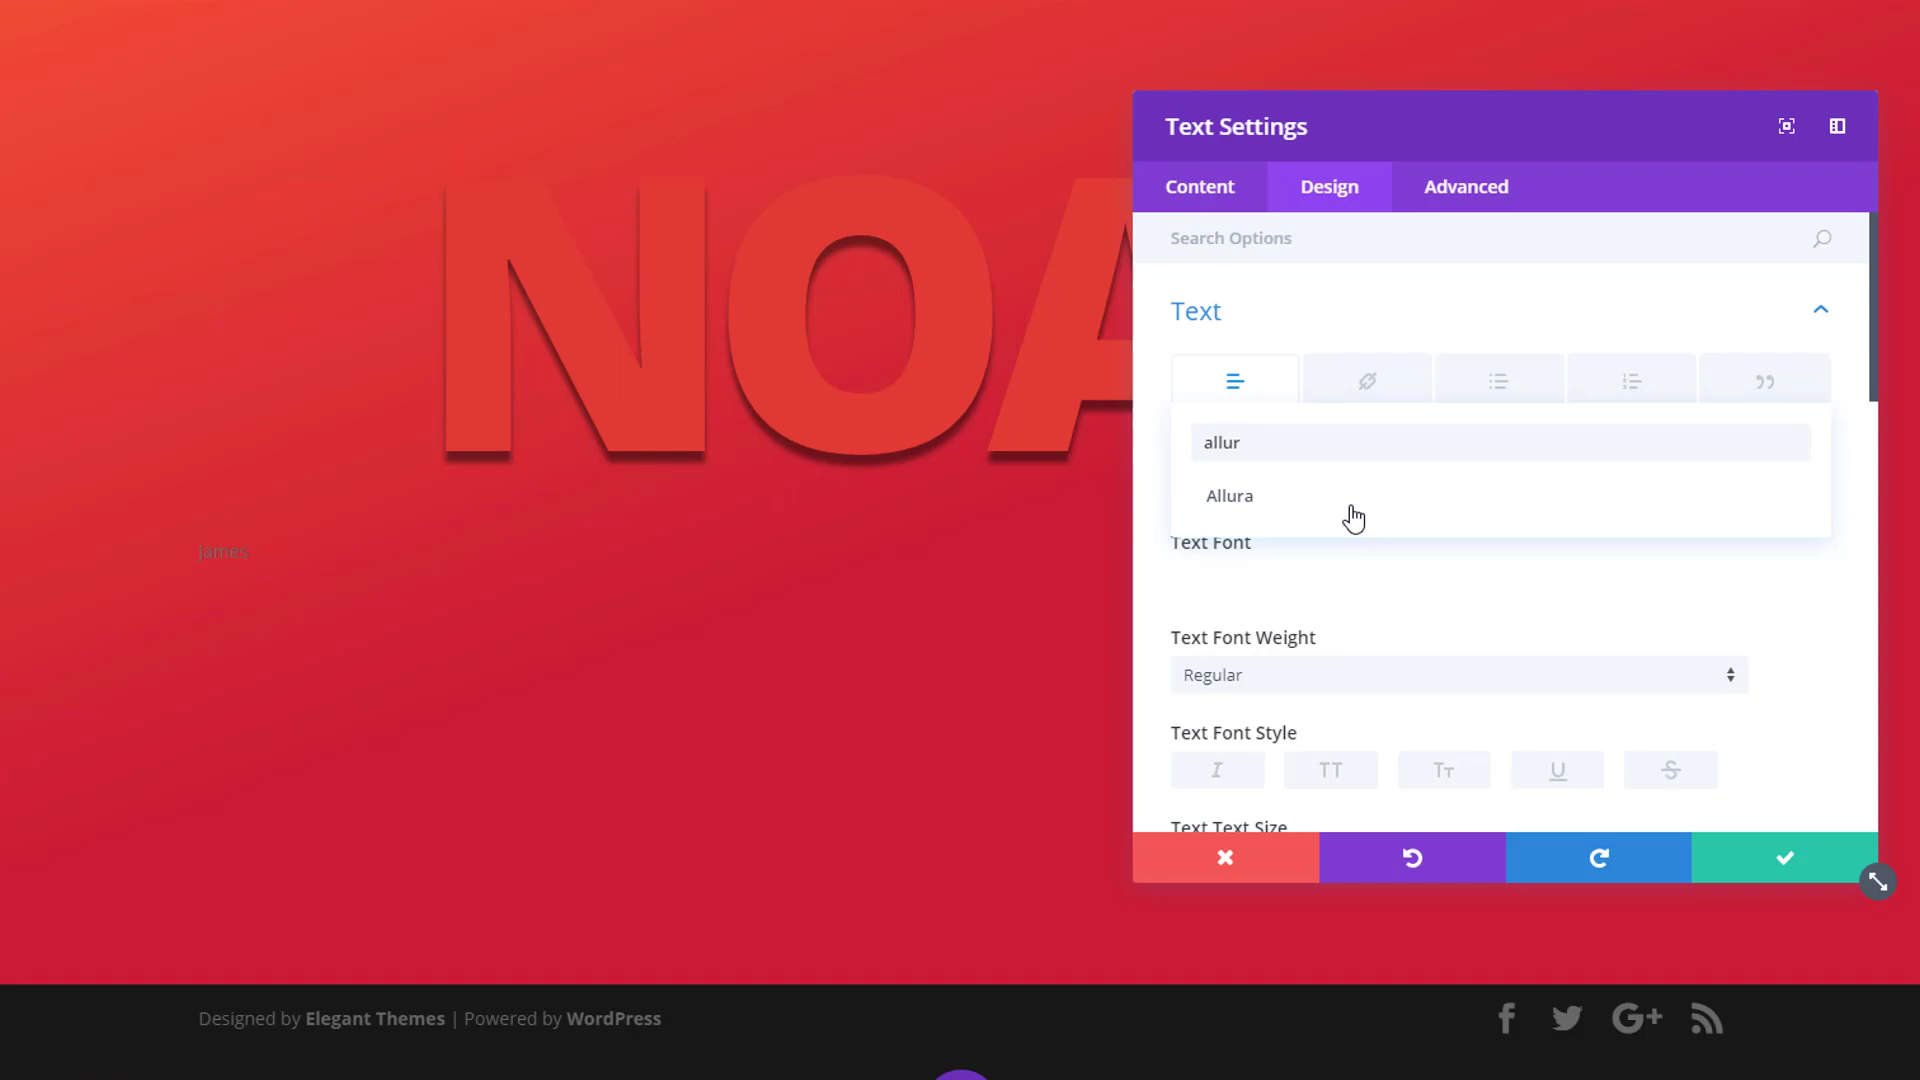 NOA
James
Text Settings
Content Design Advanced
Search Options
Text
allur
Allura
Text Font
Text Font Weight
Regular
Text Font Style
I TT TT U S
Text Text Size
Designed by Elegant Themes | Powered by WordPress
G+